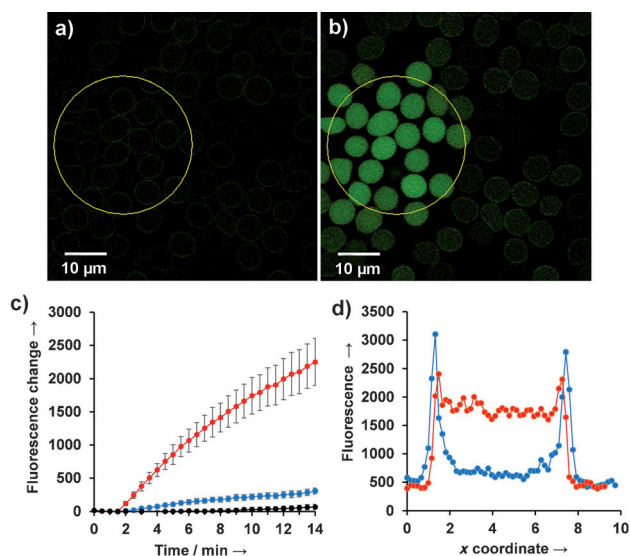 a)
b)
10 µm
10 µm
c)
Fluorescence change →
3000
2500
2000
1500
1000
500
0
0 2 4 6 8 10 12 14
Time / min →
d)
Fluorescence →
3500
3000
2500
2000
1500
1000
500
0
0 2 4 6 8 10
x coordinate →